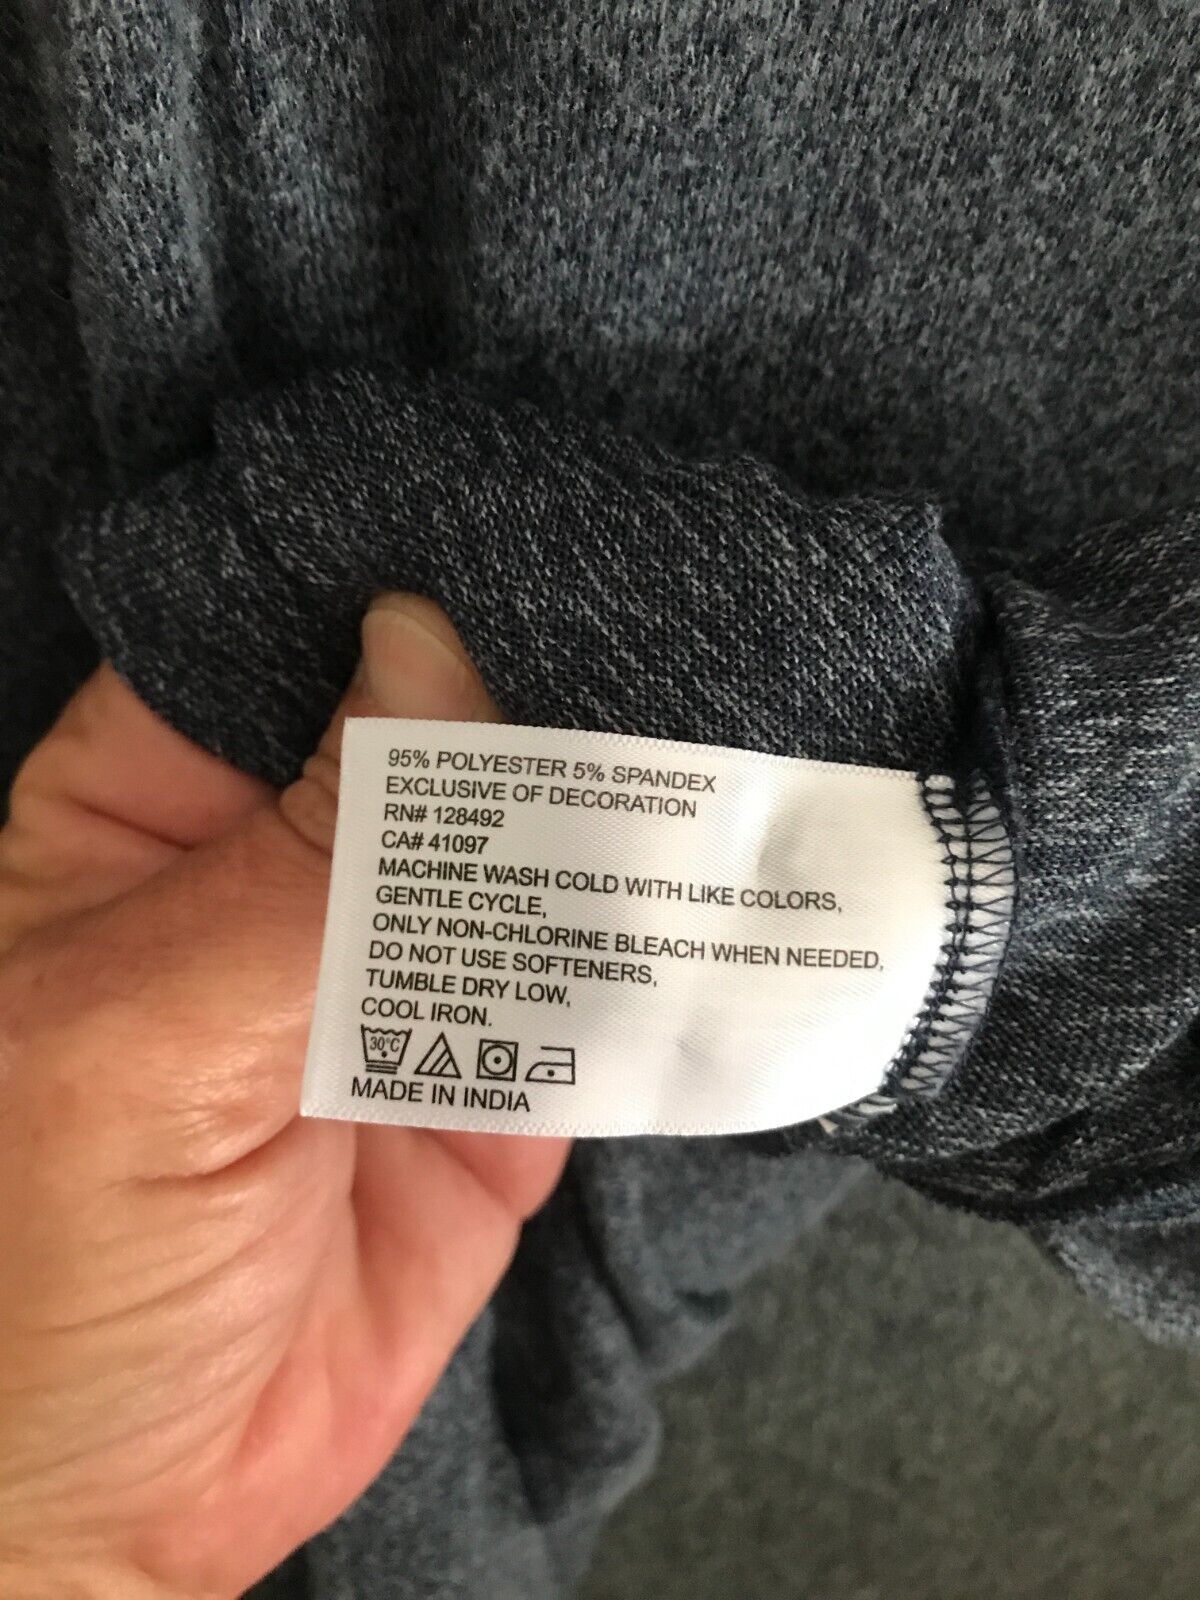 95% POLYESTER 5% SPANDEX
EXCLUSIVE OF DECORATION
RN# 128492
CA# 41097
MACHINE WASH COLD WITH LIKE COLORS,
GENTLE CYCLE,
ONLY NON-CHLORINE BLEACH WHEN NEEDED,
DO NOT USE SOFTENERS,
TUMBLE DRY LOW,
COOL IRON.
30°C
MADE IN INDIA